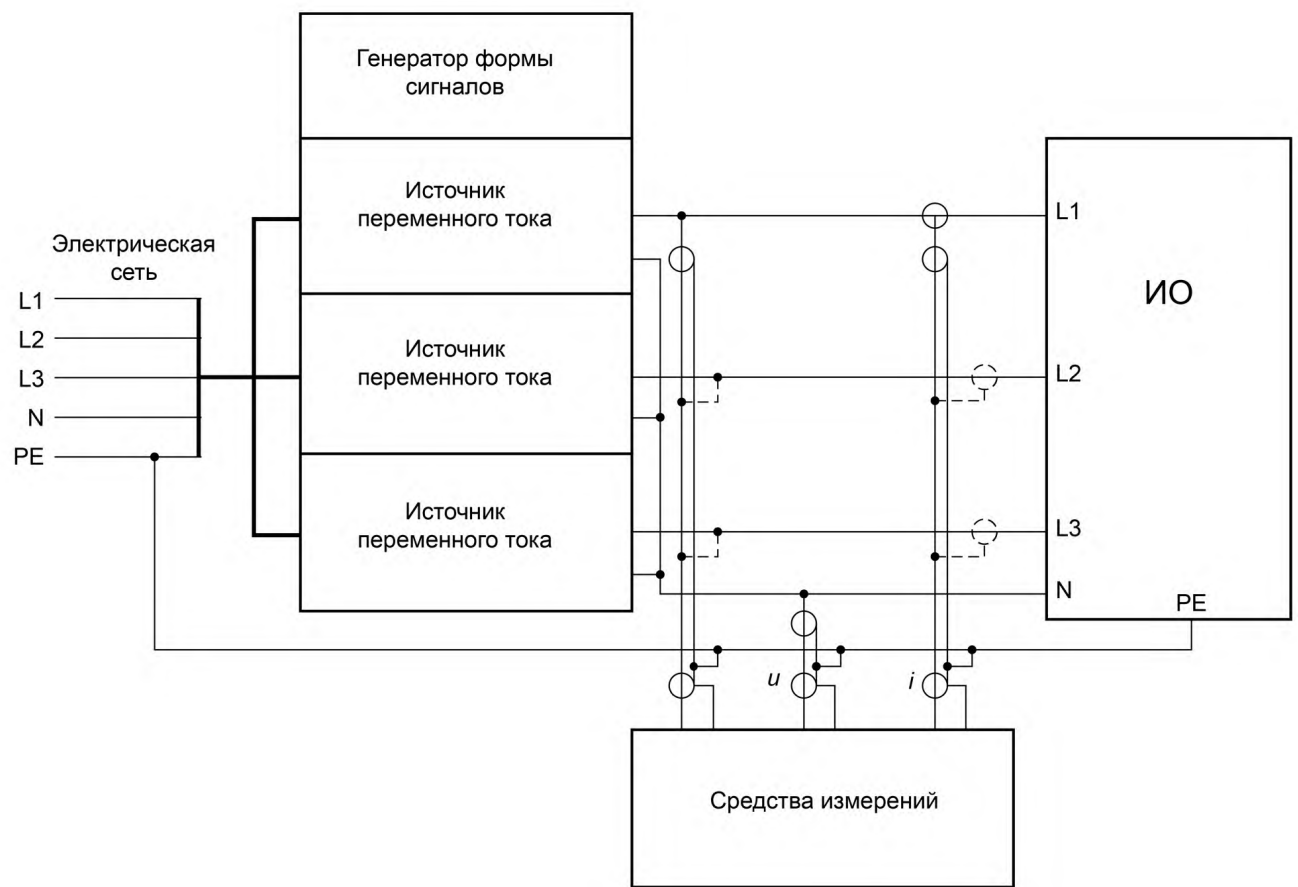 Генератор формы
сигналов
Источник
переменного тока
Электрическая
сеть
L1
L2
L3
N
PE
Источник
переменного тока
Источник
переменного тока
L1
ИО
L2
L3
N
PE
u
i
Средства измерений